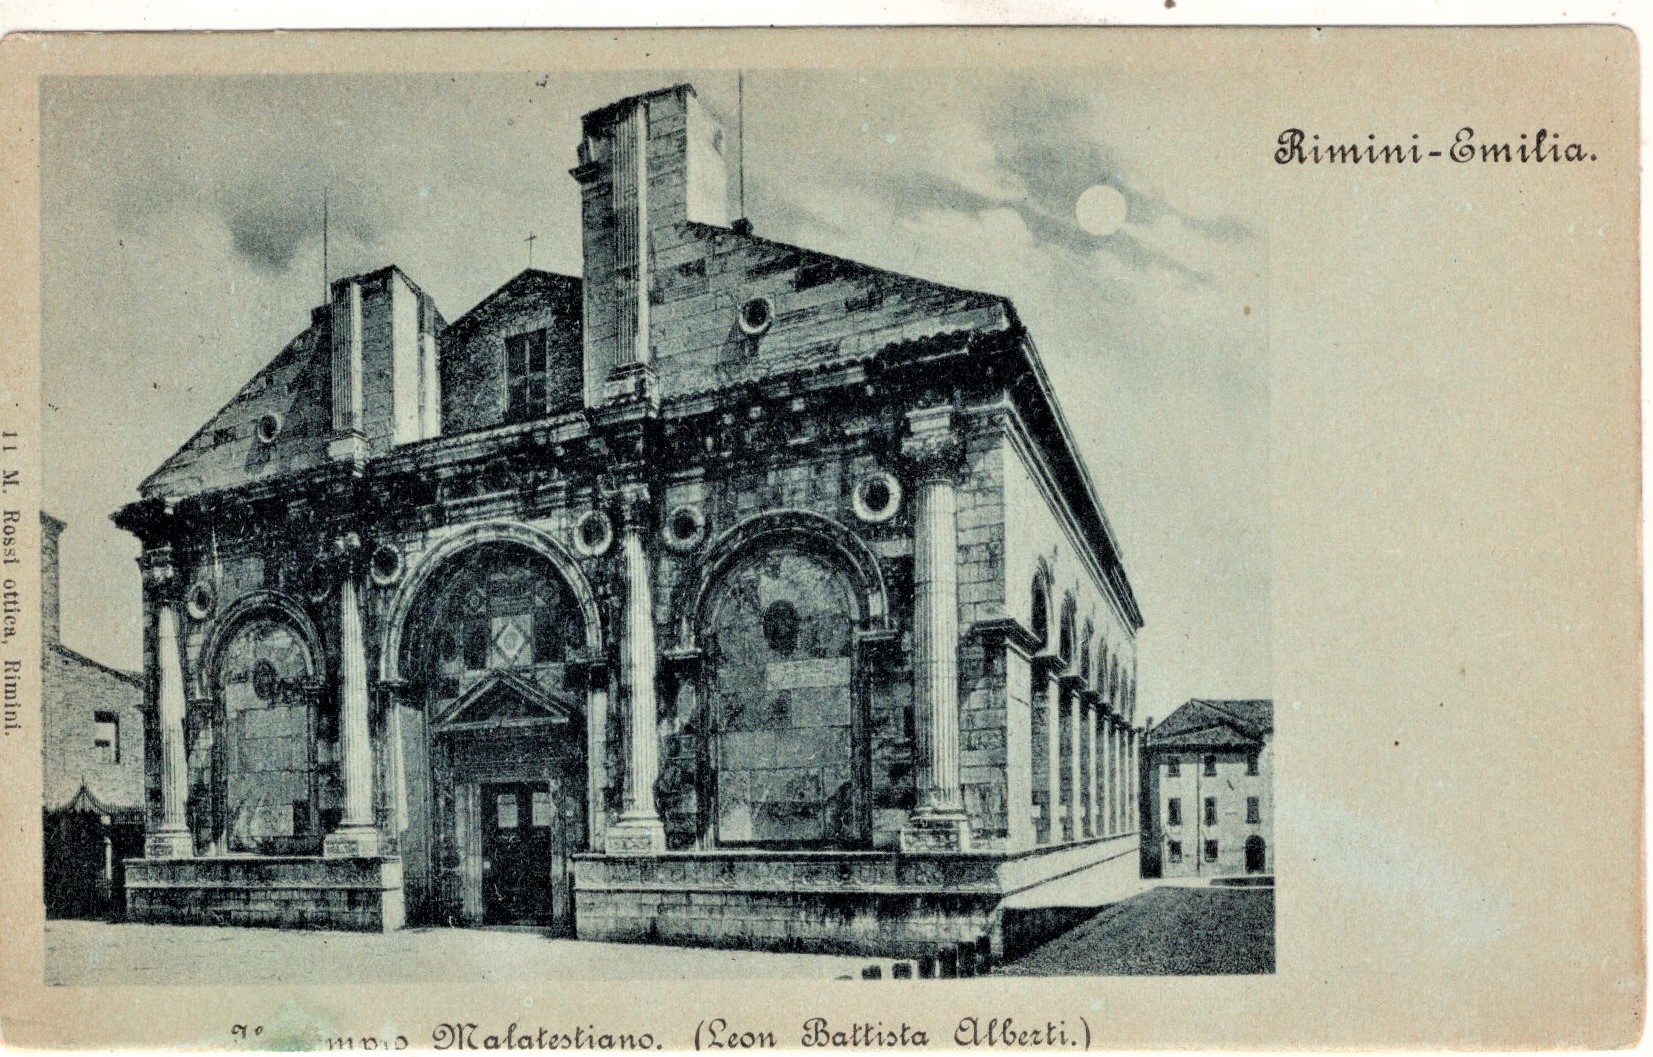 Rimini-Emilia.
11 M. Rossi ottica, Rimini.
Malatestiano. (Leon Battista Alberti.)